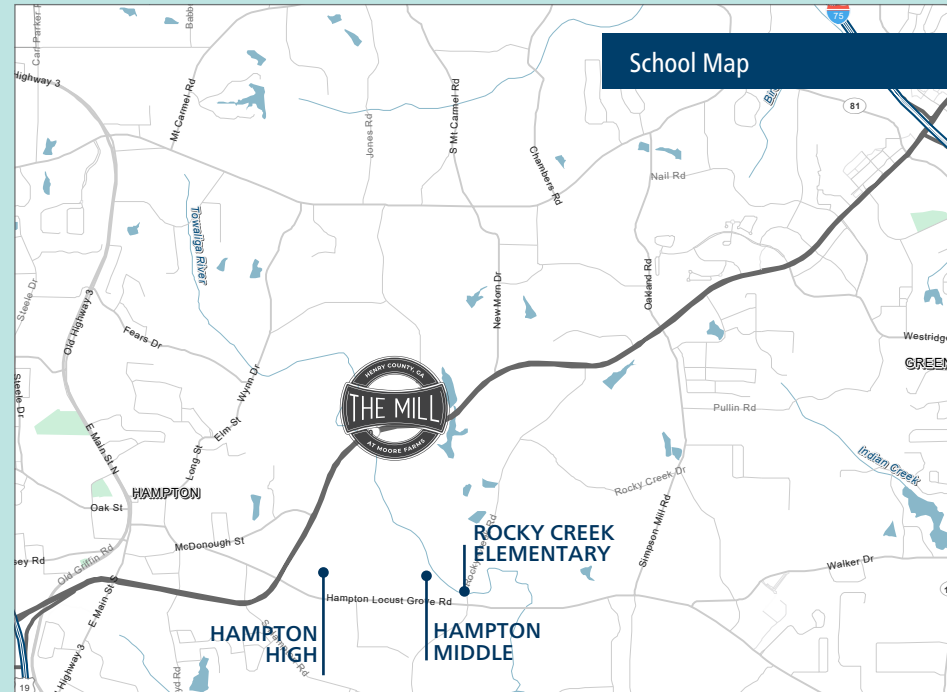 School Map
75
81
Highway 3
Mt Carmel Rd
Jones Rd
S Mt Carmel Rd
Chambers Rd
Nail Rd
Towaliga River
Steele Dr
Old Highway 3
Fears Dr
Wynn Dr
New Morn Dr
Oakland Rd
Westridge
GREEN
HENRY COUNTY, GA
THE MILL
AT MOORE FARMS
Steele Dr
E Main St N
Elm St
Long St
Pullin Rd
Indian Creek
HAMPTON
Oak St
Rocky Creek Dr
Simpson Mill Rd
ROCKY CREEK
ELEMENTARY
McDonough St
Old Griffin Rd
Walker Dr
E Main St S
Hampton Locust Grove Rd
HAMPTON
HIGH
HAMPTON
MIDDLE
Highway 3
19